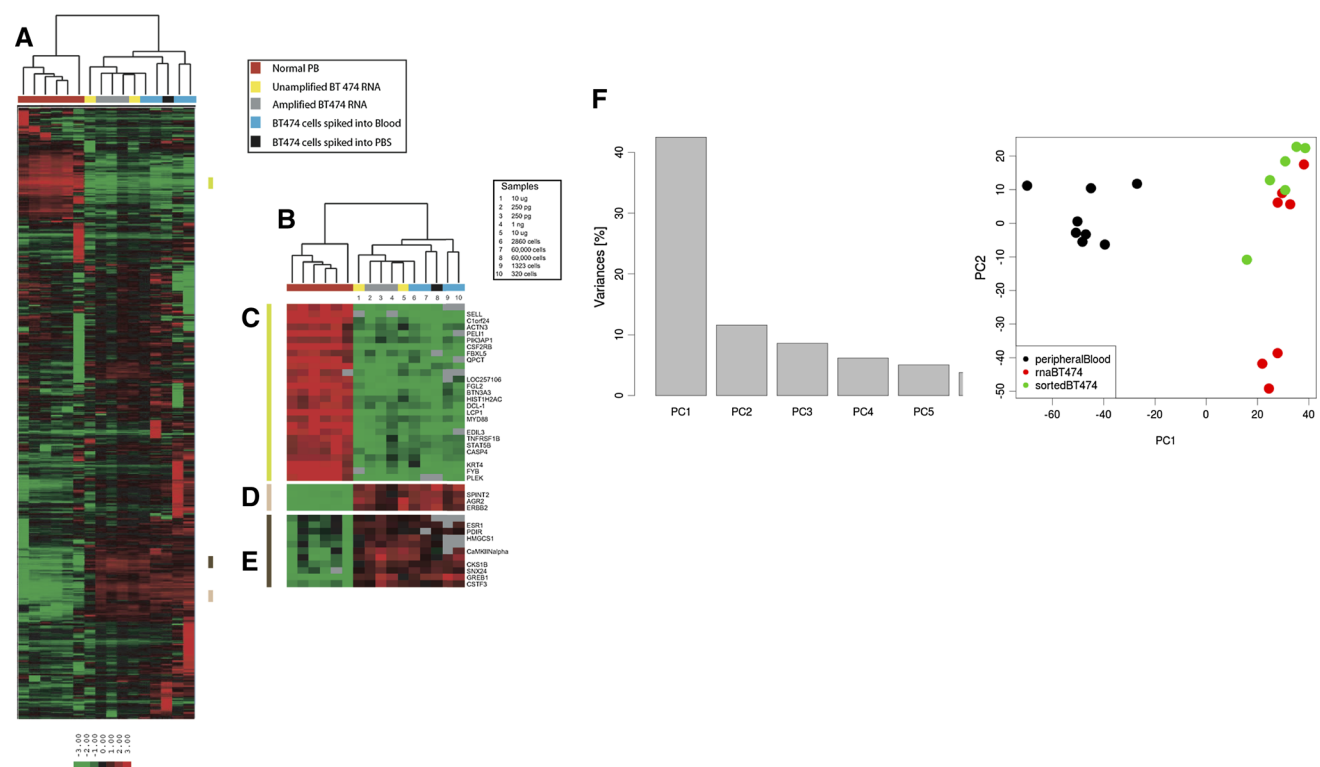 A
Normal PB
Unamplified BT 474 RNA
Amplified BT474 RNA
BT474 cells spiked into Blood
BT474 cells spiked into PBS
-3.00
-2.00
-1.00
0.00
1.00
2.00
3.00
B
Samples
1 10 ug
2 250 pg
3 250 pg
4 1 ng
5 10 ug
6 2860 cells
7 60,000 cells
8 60,000 cells
9 1323 cells
10 320 cells
1 2 3 4 5 6 7 8 9 10
C
SELL
C1orf24
ACTN3
PELI1
PIK3AP1
CSF2RB
FBXL5
QPCT
LOC257106
FGL2
BTN3A3
HIST1H2AC
DCL-1
LCP1
MYD88
EDIL3
TNFRSF1B
STAT5B
CASP4
KRT4
FYB
PLEK
D
SPINT2
AGR2
ERBB2
E
ESR1
PDIR
HMGCS1
CaMKIINalpha
CKS1B
SNX24
GREB1
CSTF3
F
Variances [%]
40
30
20
10
0
PC1 PC2 PC3 PC4 PC5
PC2
20
10
0
-10
-20
-30
-40
-50
peripheralBlood
rnaBT474
sortedBT474
-60 -40 -20 0 20 40
PC1